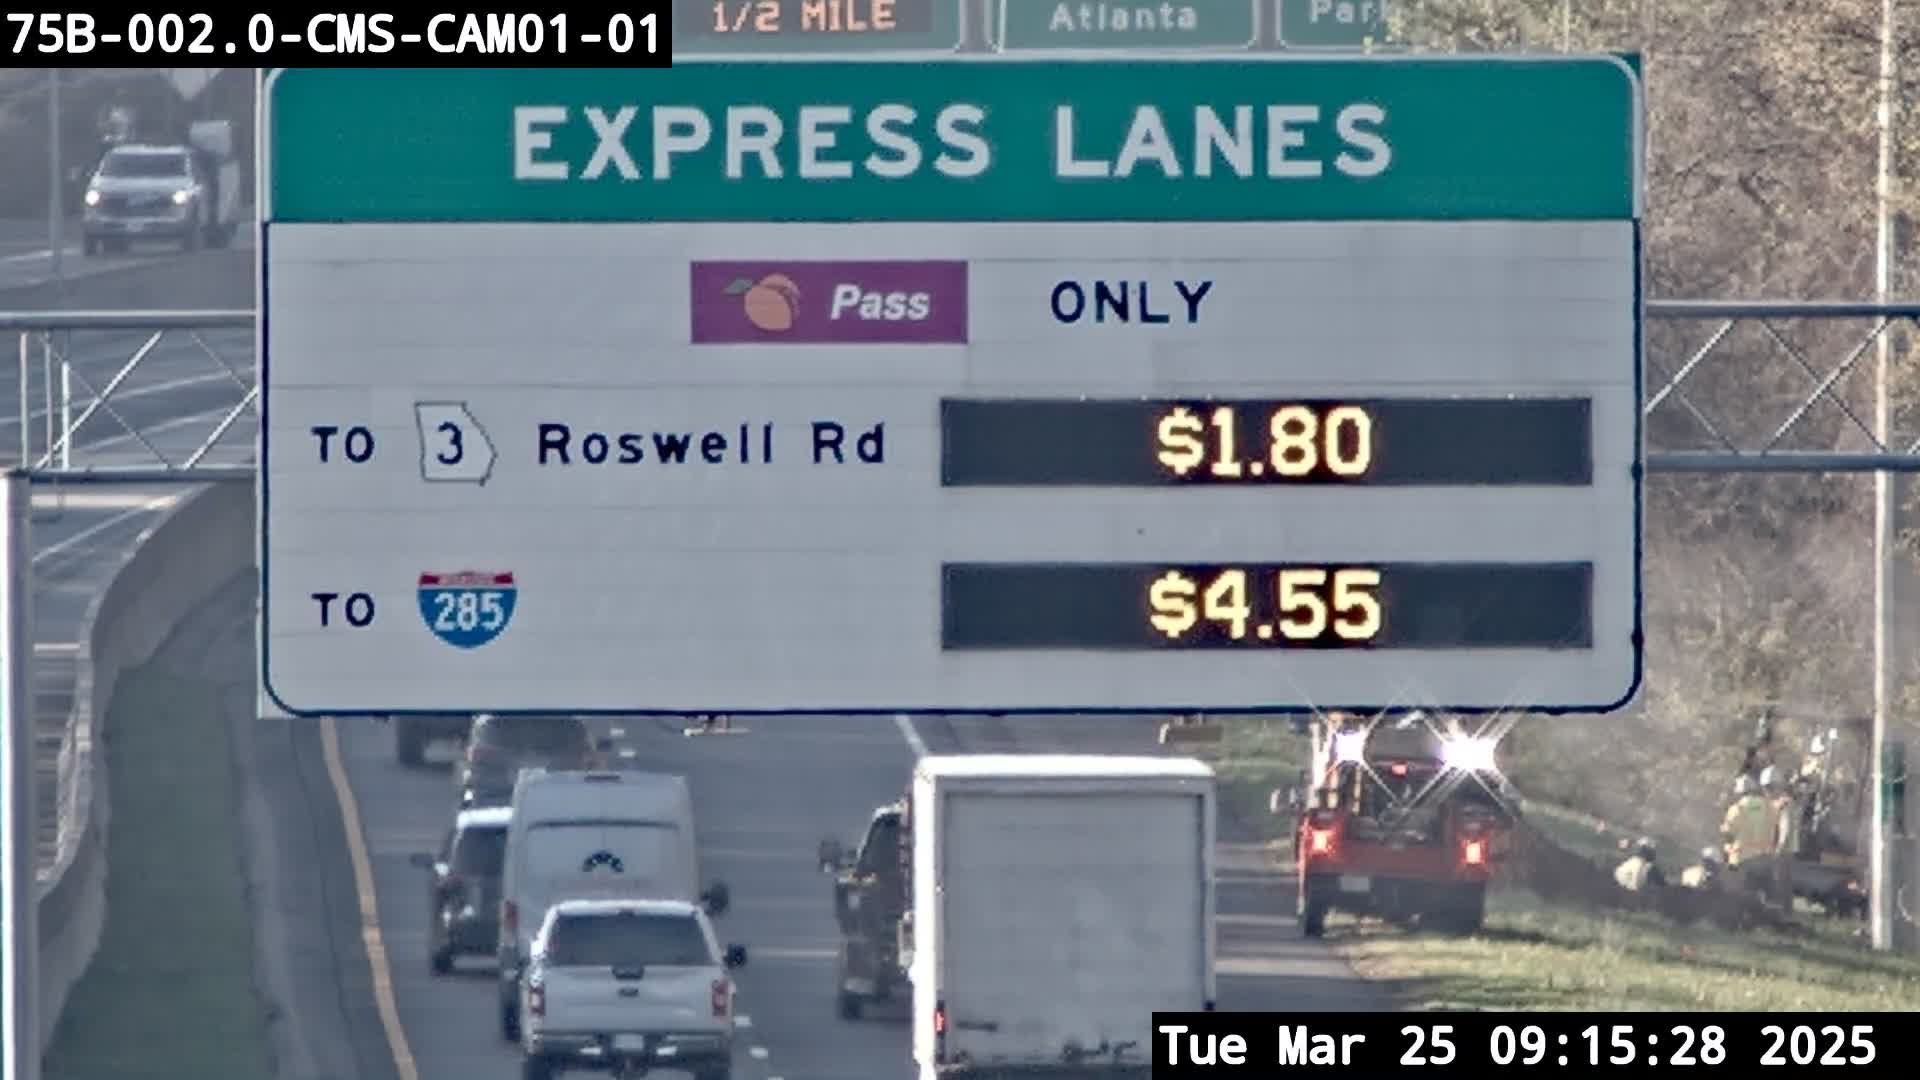 75B-002.0-CMS-CAM01-01
1/2 MILE
Atlanta
EXPRESS LANES
Pass ONLY
TO 3 Roswell Rd $1.80
TO 285 $4.55
Tue Mar 25 09:15:28 2025